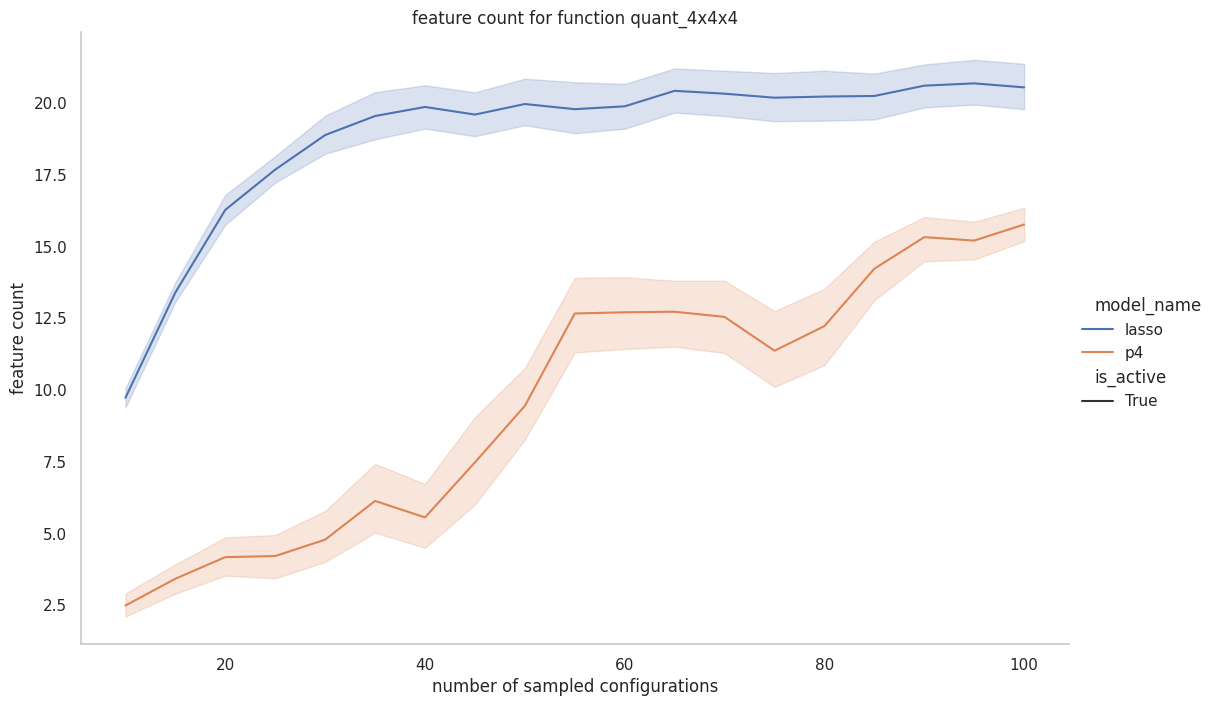 feature count for function quant_4x4x4
feature count
20.0
17.5
15.0
12.5
10.0
7.5
5.0
2.5
20
40
60
80
100
number of sampled configurations
model_name
lasso
p4
is_active
True